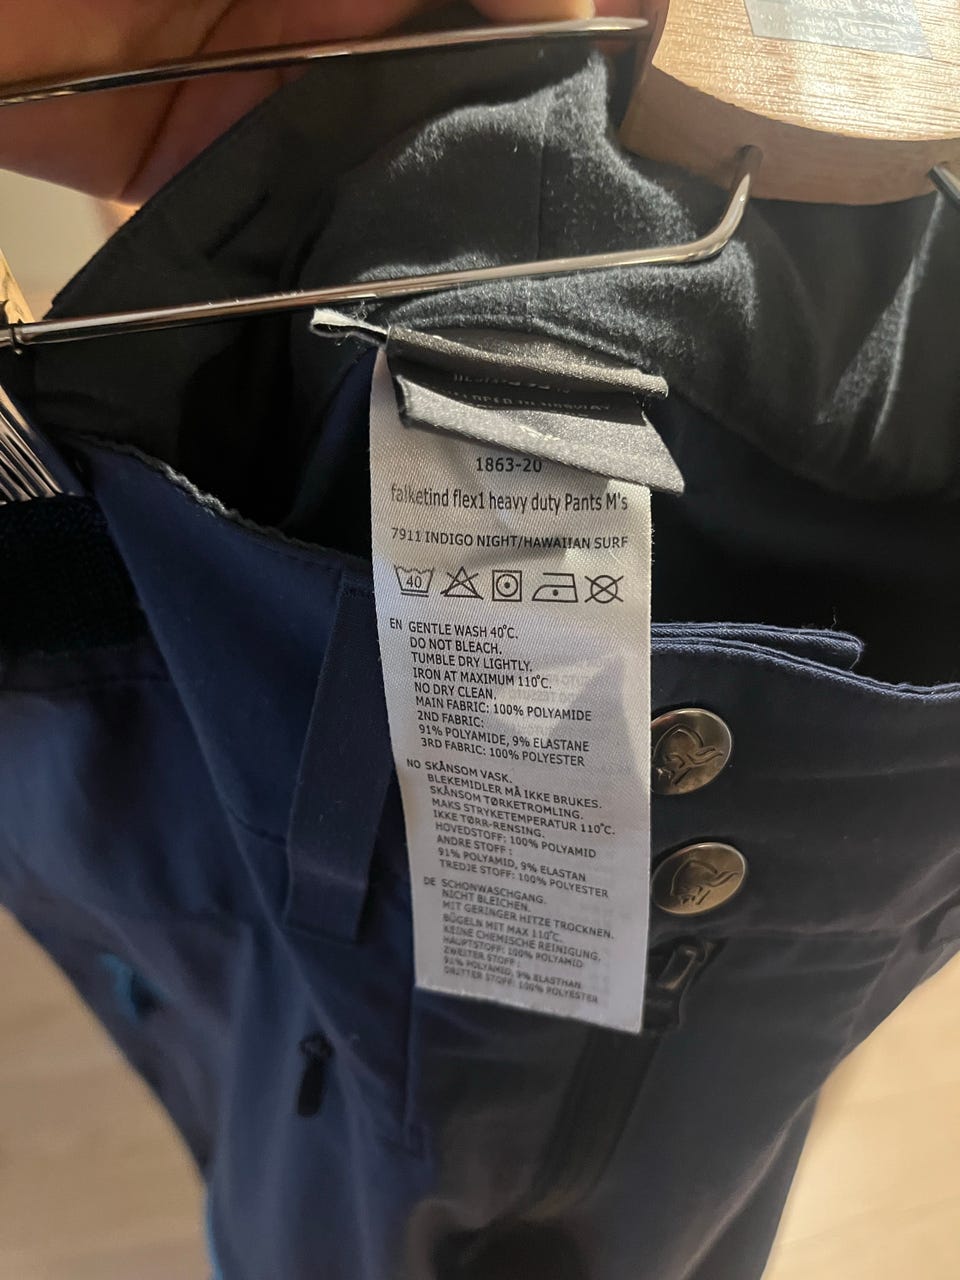 1863-20
falketind flex1 heavy duty Pants M's
7911 INDIGO NIGHT/HAWAIIAN SURF
40
EN GENTLE WASH 40°C.
DO NOT BLEACH.
TUMBLE DRY LIGHTLY.
IRON AT MAXIMUM 110°C.
NO DRY CLEAN.
MAIN FABRIC: 100% POLYAMIDE
2ND FABRIC:
91% POLYAMIDE, 9% ELASTANE
3RD FABRIC: 100% POLYESTER
NO SKÅNSOM VASK.
BLEKEMIDLER MÅ IKKE BRUKES.
SKÅNSOM TØRKETROMLING.
MAKS STRYKETEMPERATUR 110°C.
IKKE TØRR-RENSING.
HOVEDSTOFF: 100% POLYAMID
ANDRE STOFF :
91% POLYAMID, 9% ELASTAN
TREDJE STOFF: 100% POLYESTER
DE SCHONWASCHGANG.
NICHT BLEICHEN.
MIT GERINGER HITZE TROCKNEN.
BÜGELN MIT MAX 110°C.
KEINE CHEMISCHE REINIGUNG.
HAUPTSTOFF: 100% POLYAMID
ZWEITER STOFF :
91% POLYAMID, 9% ELASTHAN
DRITTER STOFF: 100% POLYESTER